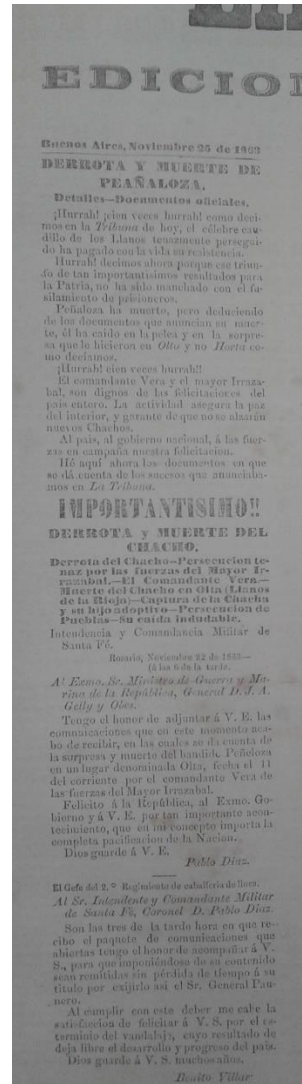 EDICION
Buenos Aires, Noviembre 25 de 1863
DERROTA Y MUERTE DE
PEAÑALOZA.
Detalles—Documentos oficiales.
¡Hurrah! ¡cien veces hurrah! como deci-
mos en la Tribuna de hoy, el célebre cau-
dillo de los Llanos tenazmente persegui-
do ha pagado con la vida su resistencia.
Hurrah! decimos ahora porque ese triun-
fo de tan importantísimos resultados para
la Patria, no ha sido manchado con el fu-
silamiento de prisioneros.
Peñaloza ha muerto, pero deduciendo
de los documentos que anuncian su muer-
te, él ha caido en la pelea y en la sorpre-
sa que le hicieron en Olta y no Horta co-
mo decíamos.
¡Hurrah! cien veces hurrah!!
El comandante Vera y el mayor Irraza-
bal, son dignos de las felicitaciones del
pais entero. La actividad asegura la paz
del interior, y garante de que no se alzarán
nuevos Chachos.
Al pais, al gobierno nacional, á las fuer-
zas en campaña nuestra felicitacion.
Hé aquí ahora los documentos en que
se dá cuenta de los sucesos que anunciába-
mos en La Tribuna.
¡IMPORTANTISIMO!!
DERROTA y MUERTE DEL
CHACHO.
Derrota del Chacho—Persecucion te-
naz por las fuerzas del Mayor Ir-
razabal.—El Comandante Vera.—
Muerte del Chacho en Olta (Llanos
de la Rioja)—Captura de la Chacha
y su hijo adoptivo—Persecucion de
Pueblas—Su caida indudable.
Intendencia y Comandancia Militar de
Santa Fé.
Rosario, Noviembre 22 de 1863—
á las 6 de la tarde.
Al Exmo. Sr. Ministro de Guerra y Ma-
rina de la República, General D. J. A.
Gelly y Obes.
Tengo el honor de adjuntar á V. E. las
comunicaciones que en este momento aca-
bo de recibir, en las cuales se da cuenta de
la surpresa y muerte del bandido Peñoloza
en un lugar denominala Oita, fecha el 11
del corriente por el comandante Vera de
las fuerzas del Mayor Irrazabal.
Felicito á la República, al Exmo. Go-
bierno y á V. E. por tan importante acon-
tecimiento, que en mi concepto importa la
completa pacificacion de la Nacion.
Dios guarde á V. E.
Pablo Diaz.
El Gefe del 2.º Regimiento de caballeria de linea.
Al Sr. Intendente y Comandante Militar
de Santa Fé, Coronel D. Pablo Diaz.
Son las tres de la tarde hora en que re-
cibo el paquete de comunicaciones que
abiertas tengo el honor de acompañar á V.
S., para que imponiéndose de su contenido
sean remitidas sin pérdida de tiempo á su
título por exijirlo asi el Sr. General Pau-
nero.
Al cumplir con este deber me cabe la
satisfaccion de felicitar á V. S. por el es-
terminio del vandalaje, cuyo resultado de
deja libre el desarrollo y progreso del pais.
Dios guarde á V. S. muchos años.
Benito Villar